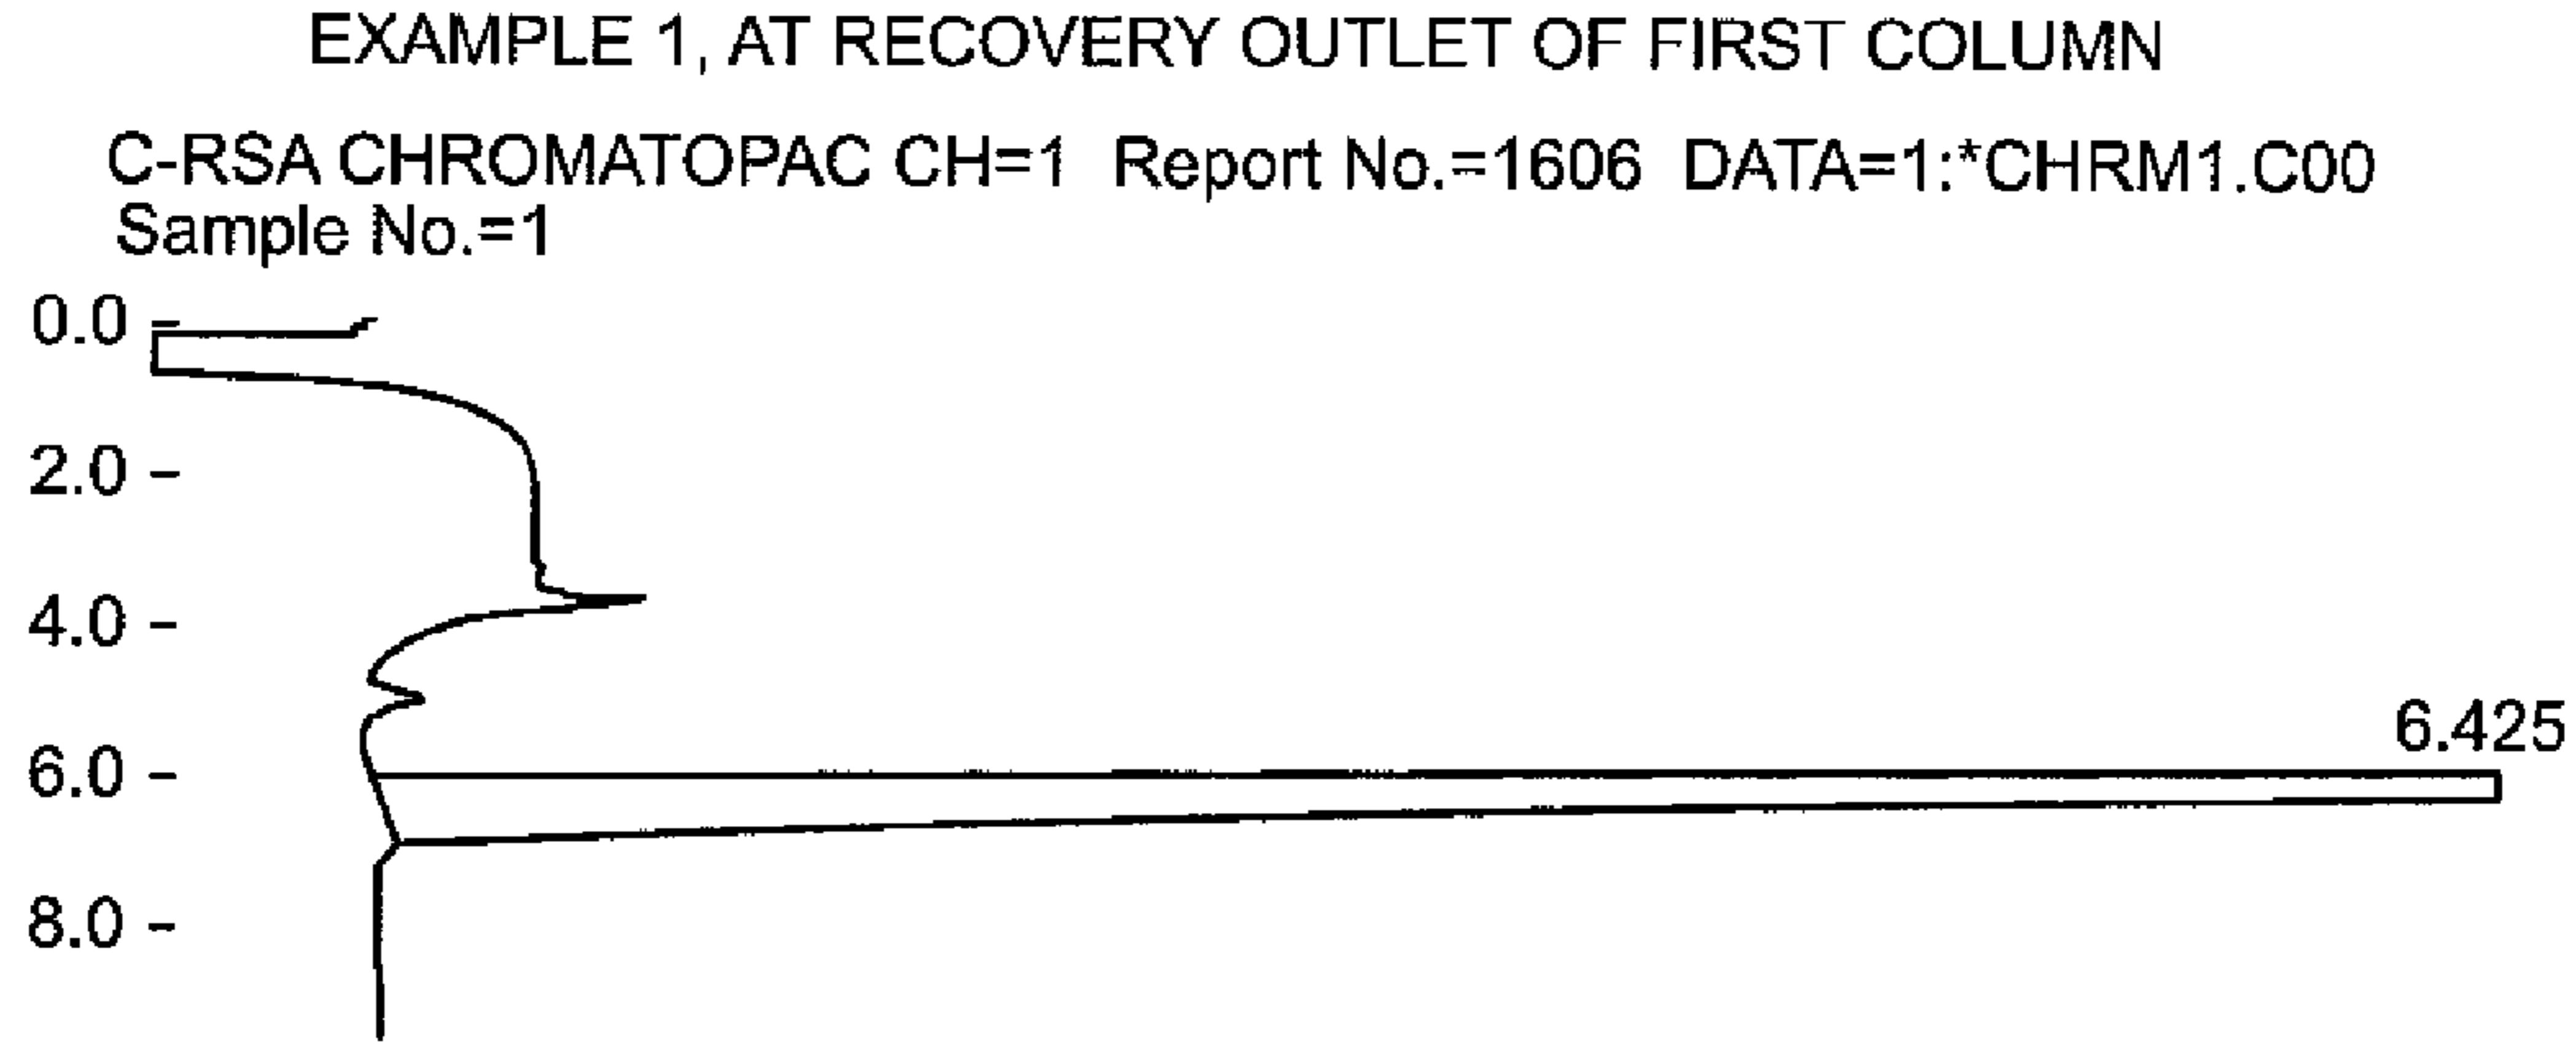 EXAMPLE 1, AT RECOVERY OUTLET OF FIRST COLUMN
C-RSA CHROMATOPAC CH=1 Report No.=1606 DATA=1:*CHRM1.C00
Sample No.=1
0.0
2.0
4.0
6.425
6.0
8.0